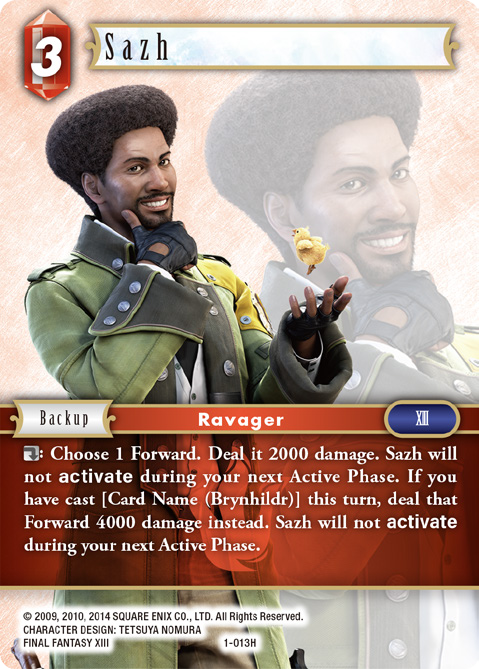 3
Sazh
Backup
Ravager
XIII
: Choose 1 Forward. Deal it 2000 damage. Sazh will
not activate during your next Active Phase. If you
have cast [Card Name (Brynhildr)] this turn, deal that
Forward 4000 damage instead. Sazh will not activate
during your next Active Phase.
© 2009, 2010, 2014 SQUARE ENIX CO., LTD. All Rights Reserved.
CHARACTER DESIGN: TETSUYA NOMURA
FINAL FANTASY XIII
1-013H